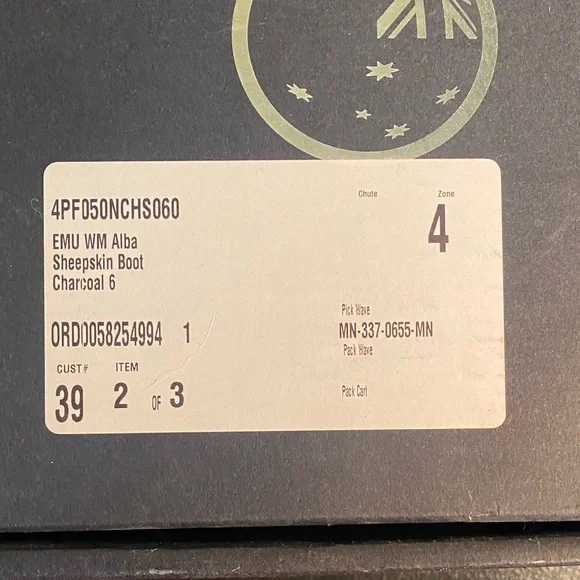 4PF050NCHS060
EMU WM Alba
Sheepskin Boot
Charcoal 6
Chute
Zone
4
ORD0058254994 1
Pick Wave
MN-337-0655-MN
Pack Wave
CUST# ITEM
39 2 OF 3
Pack Cart